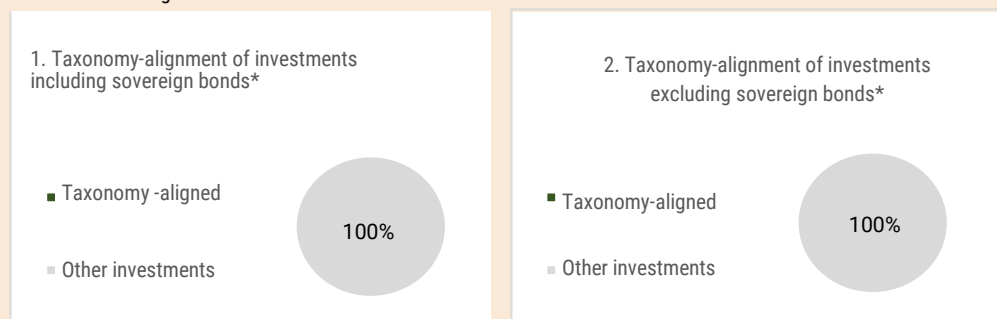 1. Taxonomy-alignment of investments
including sovereign bonds*
Taxonomy -aligned
100%
Other investments
2. Taxonomy-alignment of investments
excluding sovereign bonds*
Taxonomy-aligned
100%
Other investments